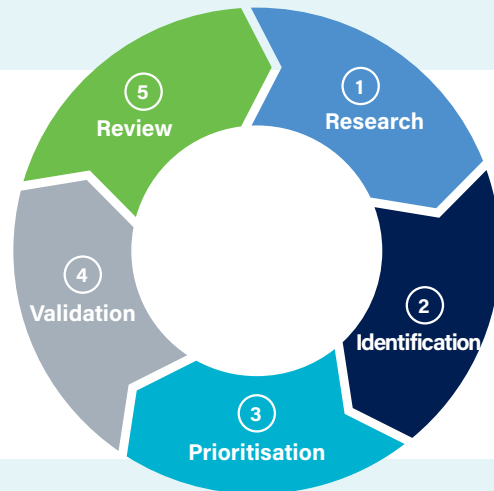 1
Research
2
Identification
3
Prioritisation
4
Validation
5
Review